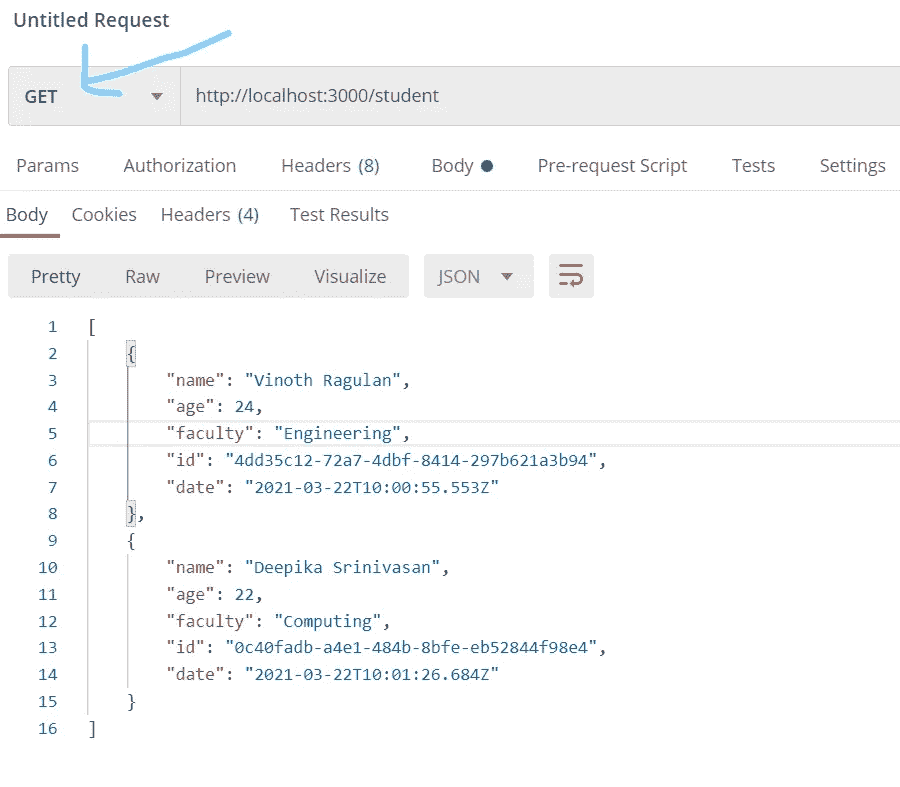 Untitled Request
GET http://localhost:3000/student
Params Authorization Headers (8) Body Pre-request Script Tests Settings
Body Cookies Headers (4) Test Results
Pretty Raw Preview Visualize JSON
1 [
2 {
3 "name": "Vinoth Ragulan",
4 "age": 24,
5 "faculty": "Engineering",
6 "id": "4dd35c12-72a7-4dbf-8414-297b621a3b94",
7 "date": "2021-03-22T10:00:55.553Z"
8 },
9 {
10 "name": "Deepika Srinivasan",
11 "age": 22,
12 "faculty": "Computing",
13 "id": "0c40fadb-a4e1-484b-8bfe-eb52844f98e4",
14 "date": "2021-03-22T10:01:26.684Z"
15 }
16 ]